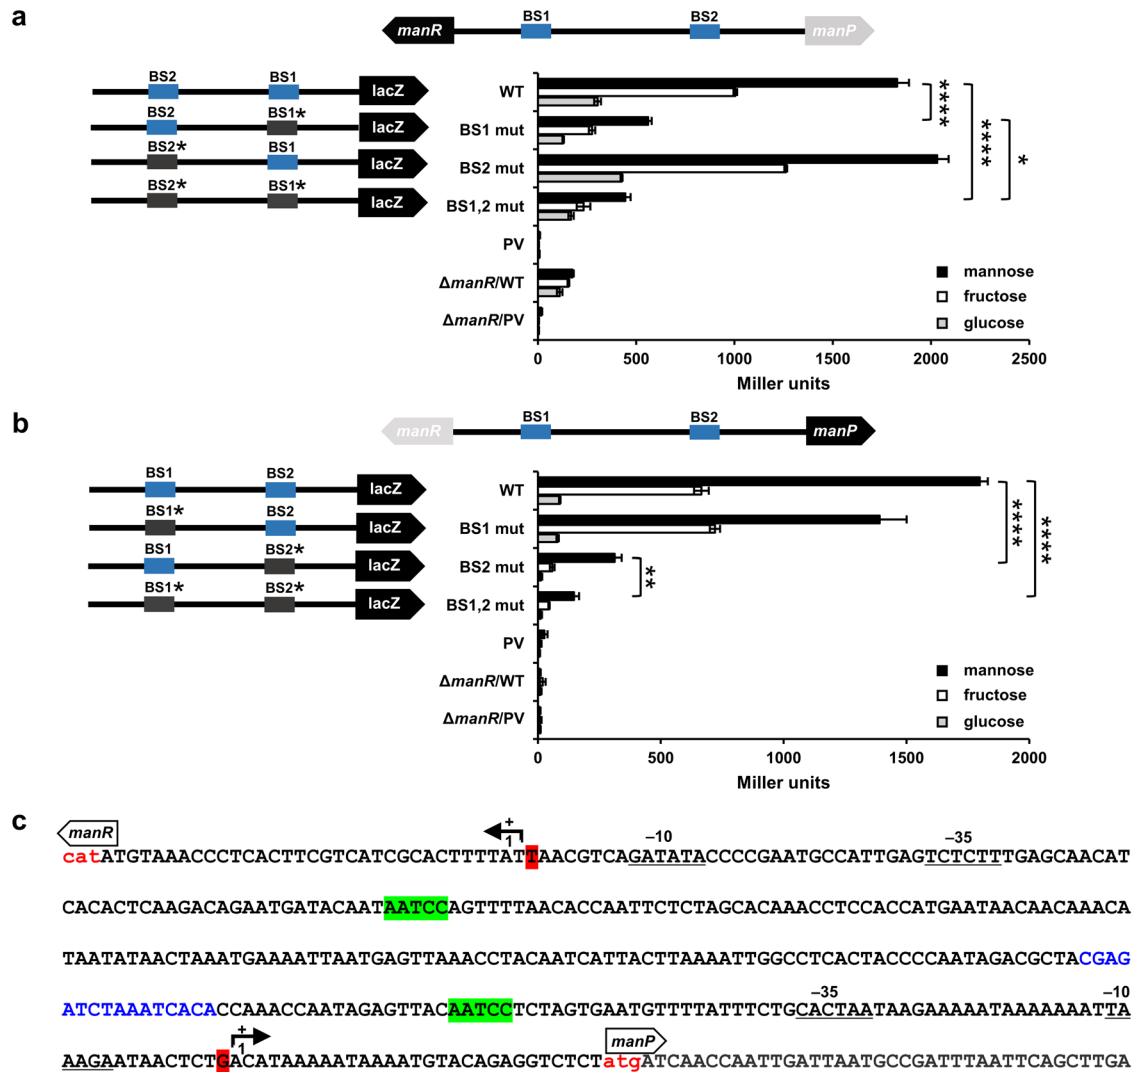 a
manR BS1 BS2 manP
BS2 BS1 lacZ
BS2 BS1* lacZ
BS2* BS1 lacZ
BS2* BS1* lacZ
WT
BS1 mut
BS2 mut
BS1,2 mut
PV
ΔmanR/WT
ΔmanR/PV
****
****
*
mannose
fructose
glucose
0 500 1000 1500 2000 2500
Miller units
b
manR BS1 BS2 manP
BS1 BS2 lacZ
BS1* BS2 lacZ
BS1 BS2* lacZ
BS1* BS2* lacZ
WT
BS1 mut
BS2 mut
BS1,2 mut
PV
ΔmanR/WT
ΔmanR/PV
**
****
****
mannose
fructose
glucose
0 500 1000 1500 2000
Miller units
c
manR +1 –10 –35
catATGTAAACCCTCACTTCGTCATCGCACTTTTATTAACGTCAGATATACCCCGAATGCCATTGAGTCTCTTTGAGCAACAT
CACACTCAAGACAGAATGATACAATAATCCAGTTTTAACACCAATTCTCTAGCACAAACCTCCACCATGAATAACAACAAACA
TAATATAACTAAATGAAAATTAATGAGTTAAACCTACAATCATTACTTAAAATTGGCCTCACTACCCCAATAGACGCTACGAG
–35 –10
ATCTAAATCACACCAAACCAATAGAGTTACAATCCTCTAGTGAATGTTTTATTTCTGCACTAATAAGAAAAATAAAAAAATTA
+1 manP
AAGAATAACTCTGACATAAAAATAAAATGTACAGAGGTCTCTatgATCAACCAATTGATTAATGCCGATTTAATTCAGCTTGA